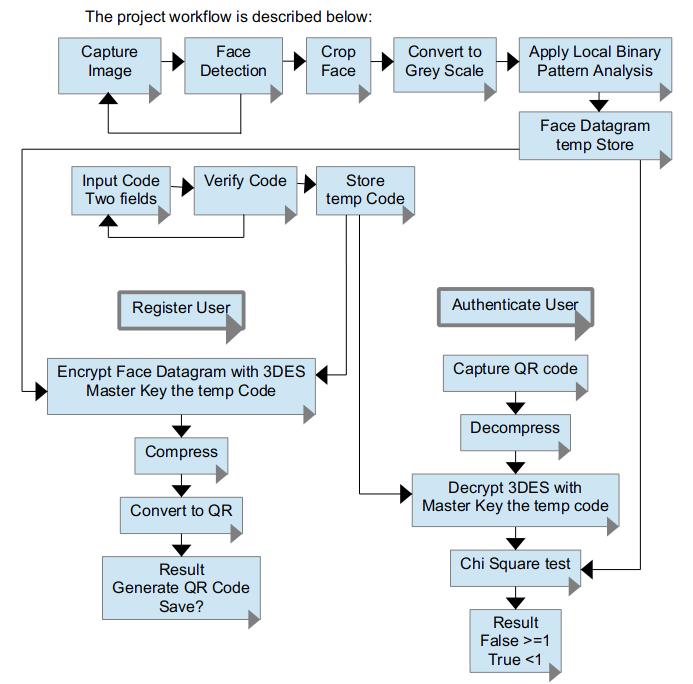 The project workflow is described below:
Capture
Image
Face
Detection
Crop
Face
Convert to
Grey Scale
Apply Local Binary
Pattern Analysis
Face Datagram
temp Store
Input Code
Two fields
Verify Code
Store
temp Code
Register User
Authenticate User
Encrypt Face Datagram with 3DES
Master Key the temp Code
Compress
Convert to QR
Result
Generate QR Code
Save?
Capture QR code
Decompress
Decrypt 3DES with
Master Key the temp code
Chi Square test
Result
False >=1
True <1